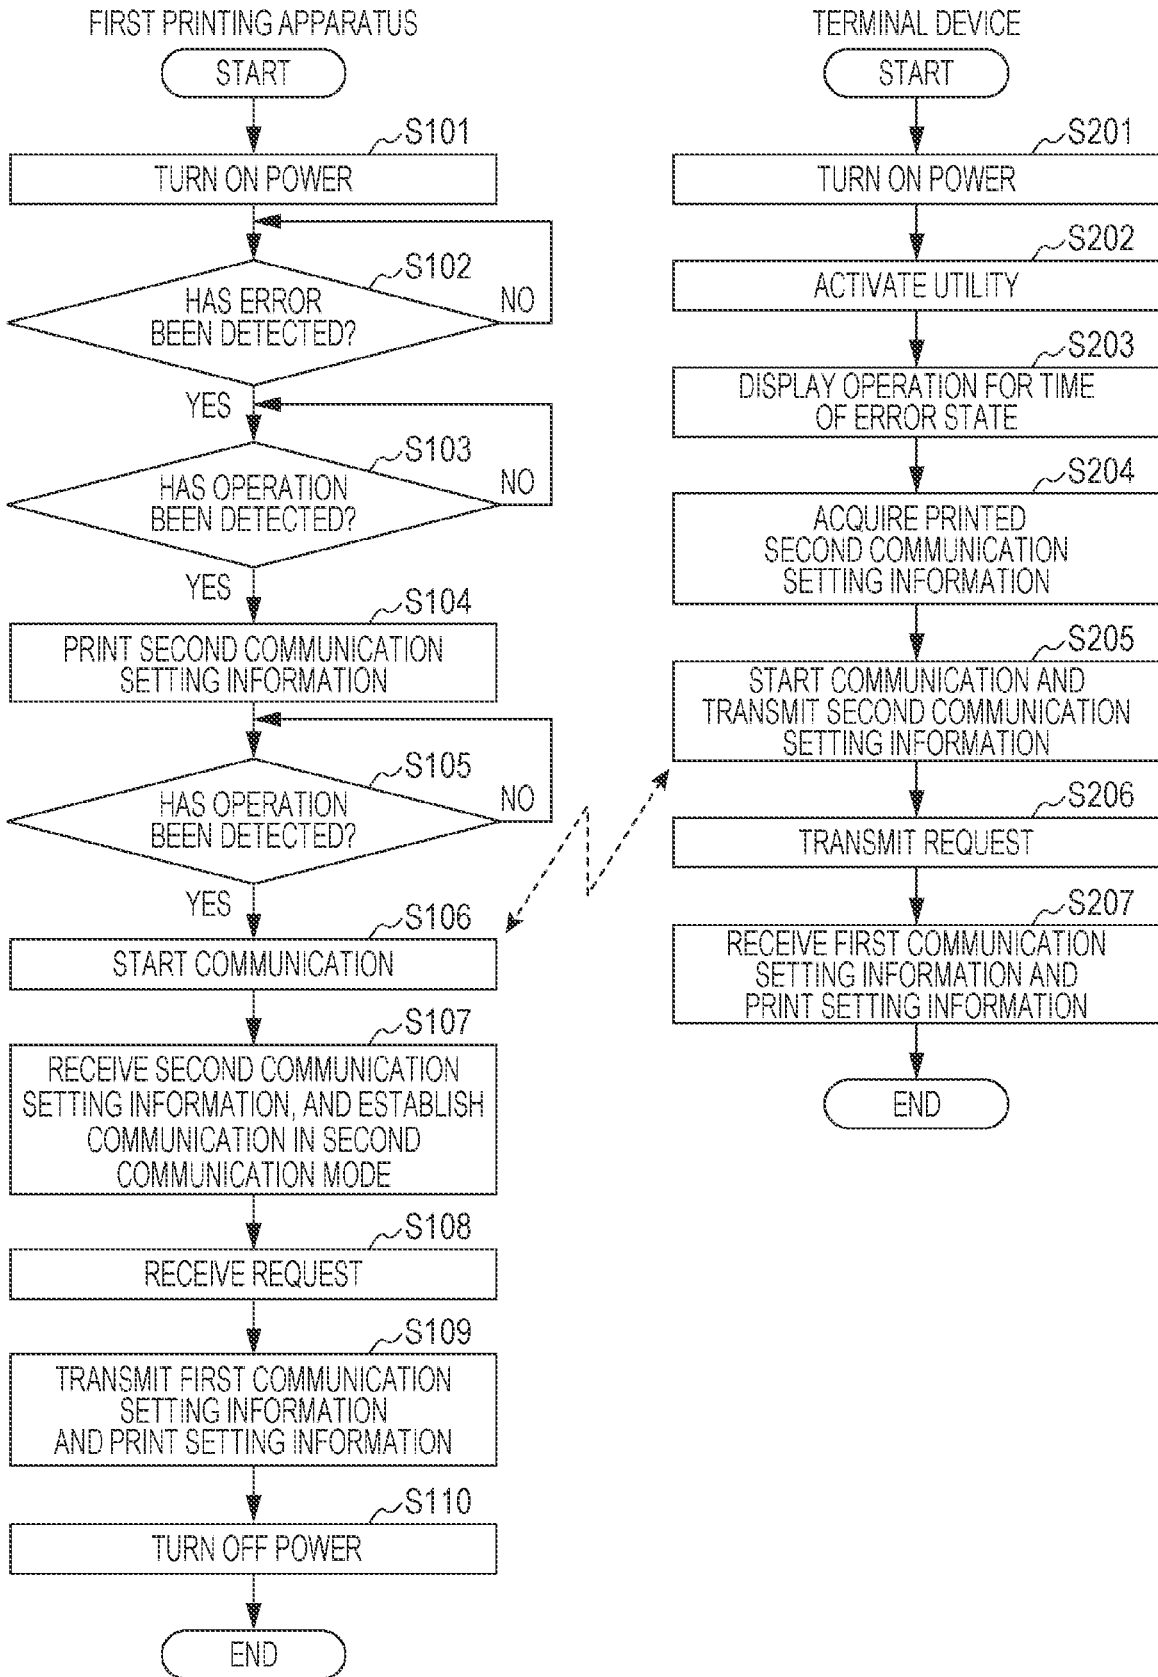 FIRST PRINTING APPARATUS
START
S101
TURN ON POWER
S102
HAS ERROR
BEEN DETECTED?
NO
YES
S103
HAS OPERATION
BEEN DETECTED?
NO
YES
S104
PRINT SECOND COMMUNICATION
SETTING INFORMATION
S105
HAS OPERATION
BEEN DETECTED?
NO
YES
S106
START COMMUNICATION
S107
RECEIVE SECOND COMMUNICATION
SETTING INFORMATION, AND ESTABLISH
COMMUNICATION IN SECOND
COMMUNICATION MODE
S108
RECEIVE REQUEST
S109
TRANSMIT FIRST COMMUNICATION
SETTING INFORMATION
AND PRINT SETTING INFORMATION
S110
TURN OFF POWER
END
TERMINAL DEVICE
START
S201
TURN ON POWER
S202
ACTIVATE UTILITY
S203
DISPLAY OPERATION FOR TIME
OF ERROR STATE
S204
ACQUIRE PRINTED
SECOND COMMUNICATION
SETTING INFORMATION
S205
START COMMUNICATION AND
TRANSMIT SECOND COMMUNICATION
SETTING INFORMATION
S206
TRANSMIT REQUEST
S207
RECEIVE FIRST COMMUNICATION
SETTING INFORMATION AND
PRINT SETTING INFORMATION
END